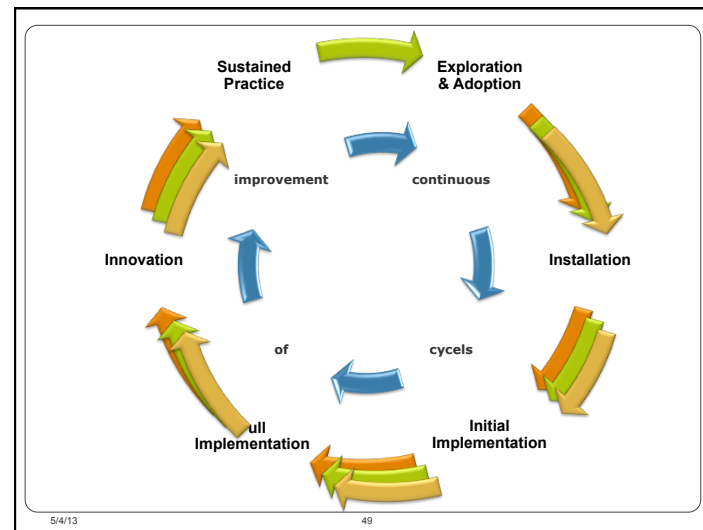 Sustained
Practice
Exploration
& Adoption
improvement
continuous
Innovation
Installation
of
cycels
ull
Implementation
Initial
Implementation
5/4/13
49